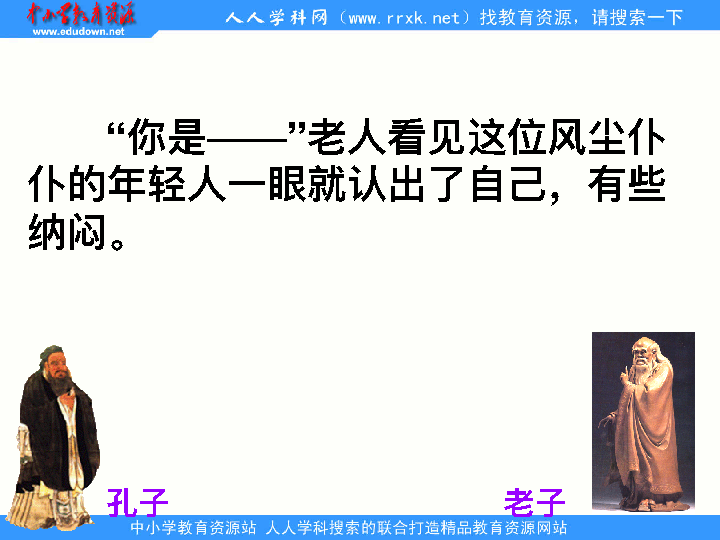 中小学教育资源
www.edudown.net
人人学科网（www.rrxk.net）找教育资源，请搜索一下
“你是——”老人看见这位风尘仆
仆的年轻人一眼就认出了自己，有些
纳闷。
孔子
老子
中小学教育资源站 人人学科搜索的联合打造精品教育资源网站